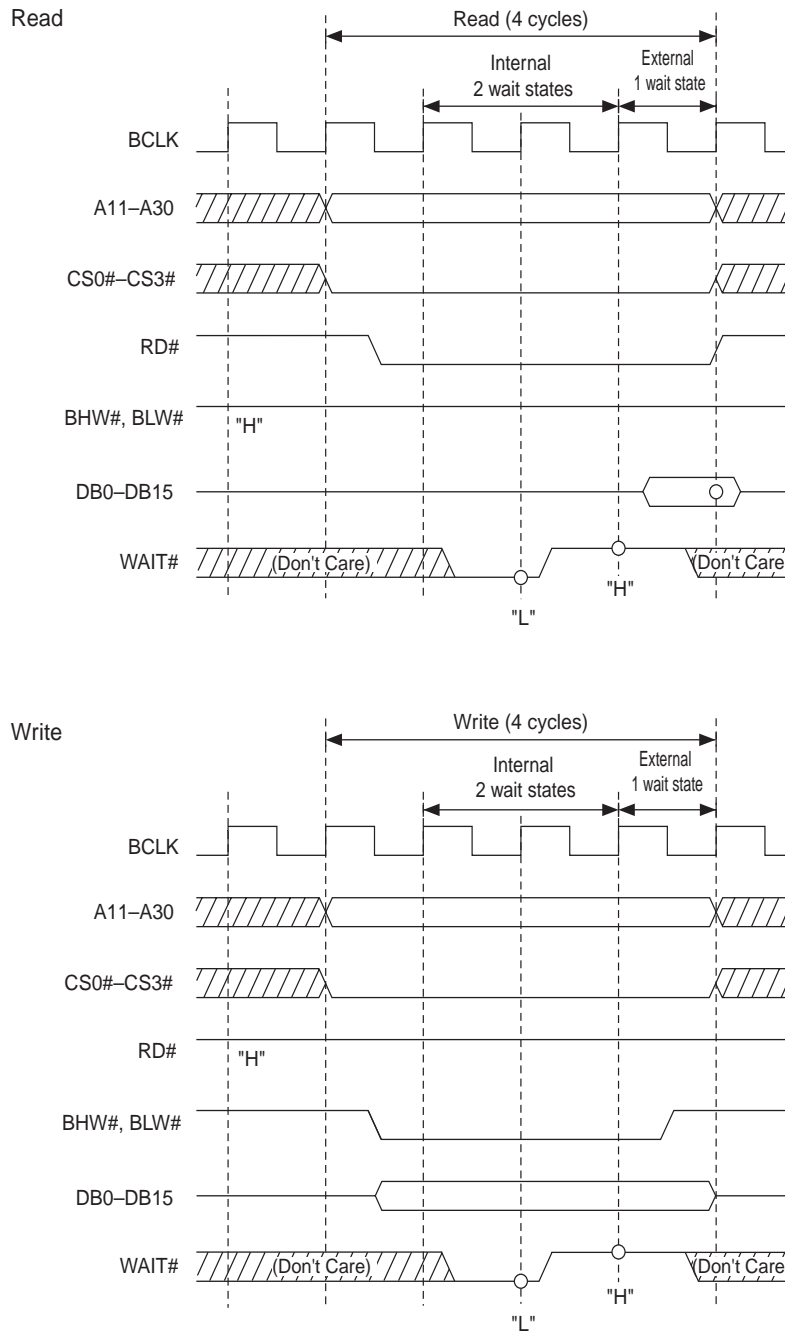 Read
Read (4 cycles)
Internal
2 wait states
External
1 wait state
BCLK
A11–A30
CS0#–CS3#
RD#
BHW#, BLW#
"H"
DB0–DB15
WAIT#
(Don't Care)
(Don't Care
"L"
"H"
Write
Write (4 cycles)
Internal
2 wait states
External
1 wait state
BCLK
A11–A30
CS0#–CS3#
RD#
"H"
BHW#, BLW#
DB0–DB15
WAIT#
(Don't Care)
(Don't Care
"L"
"H"